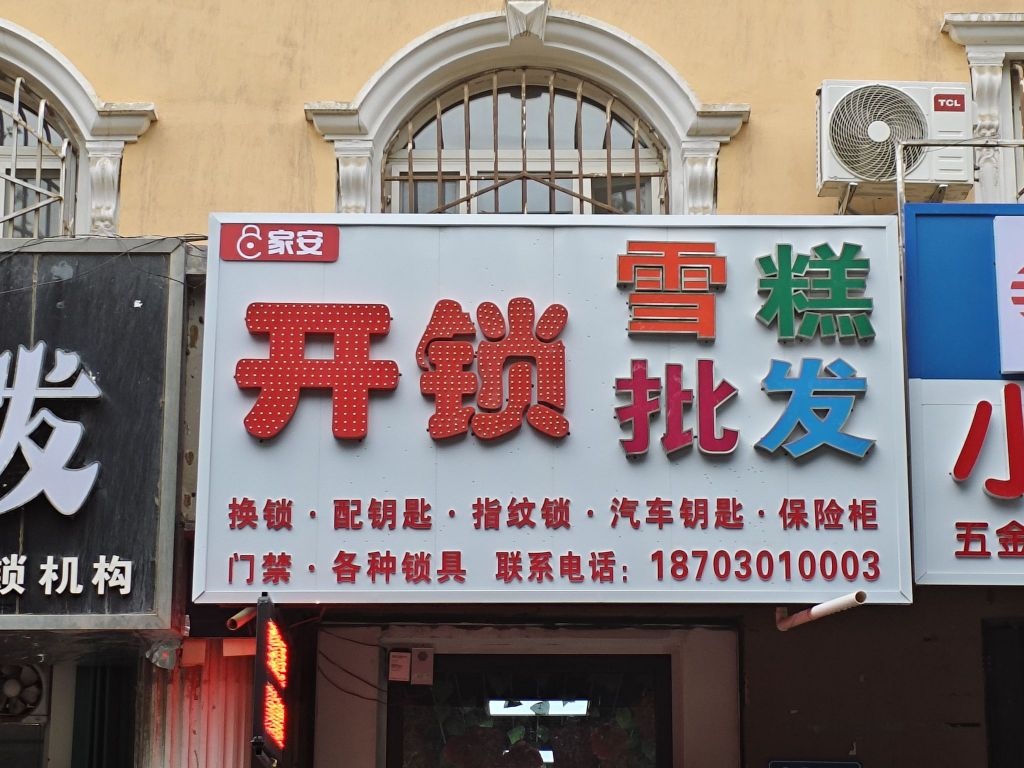 TCL
家安
开锁
雪糕
批发
换锁·配钥匙·指纹锁·汽车钥匙·保险柜
门禁·各种锁具 联系电话：18703010003
锁机构
小
五金